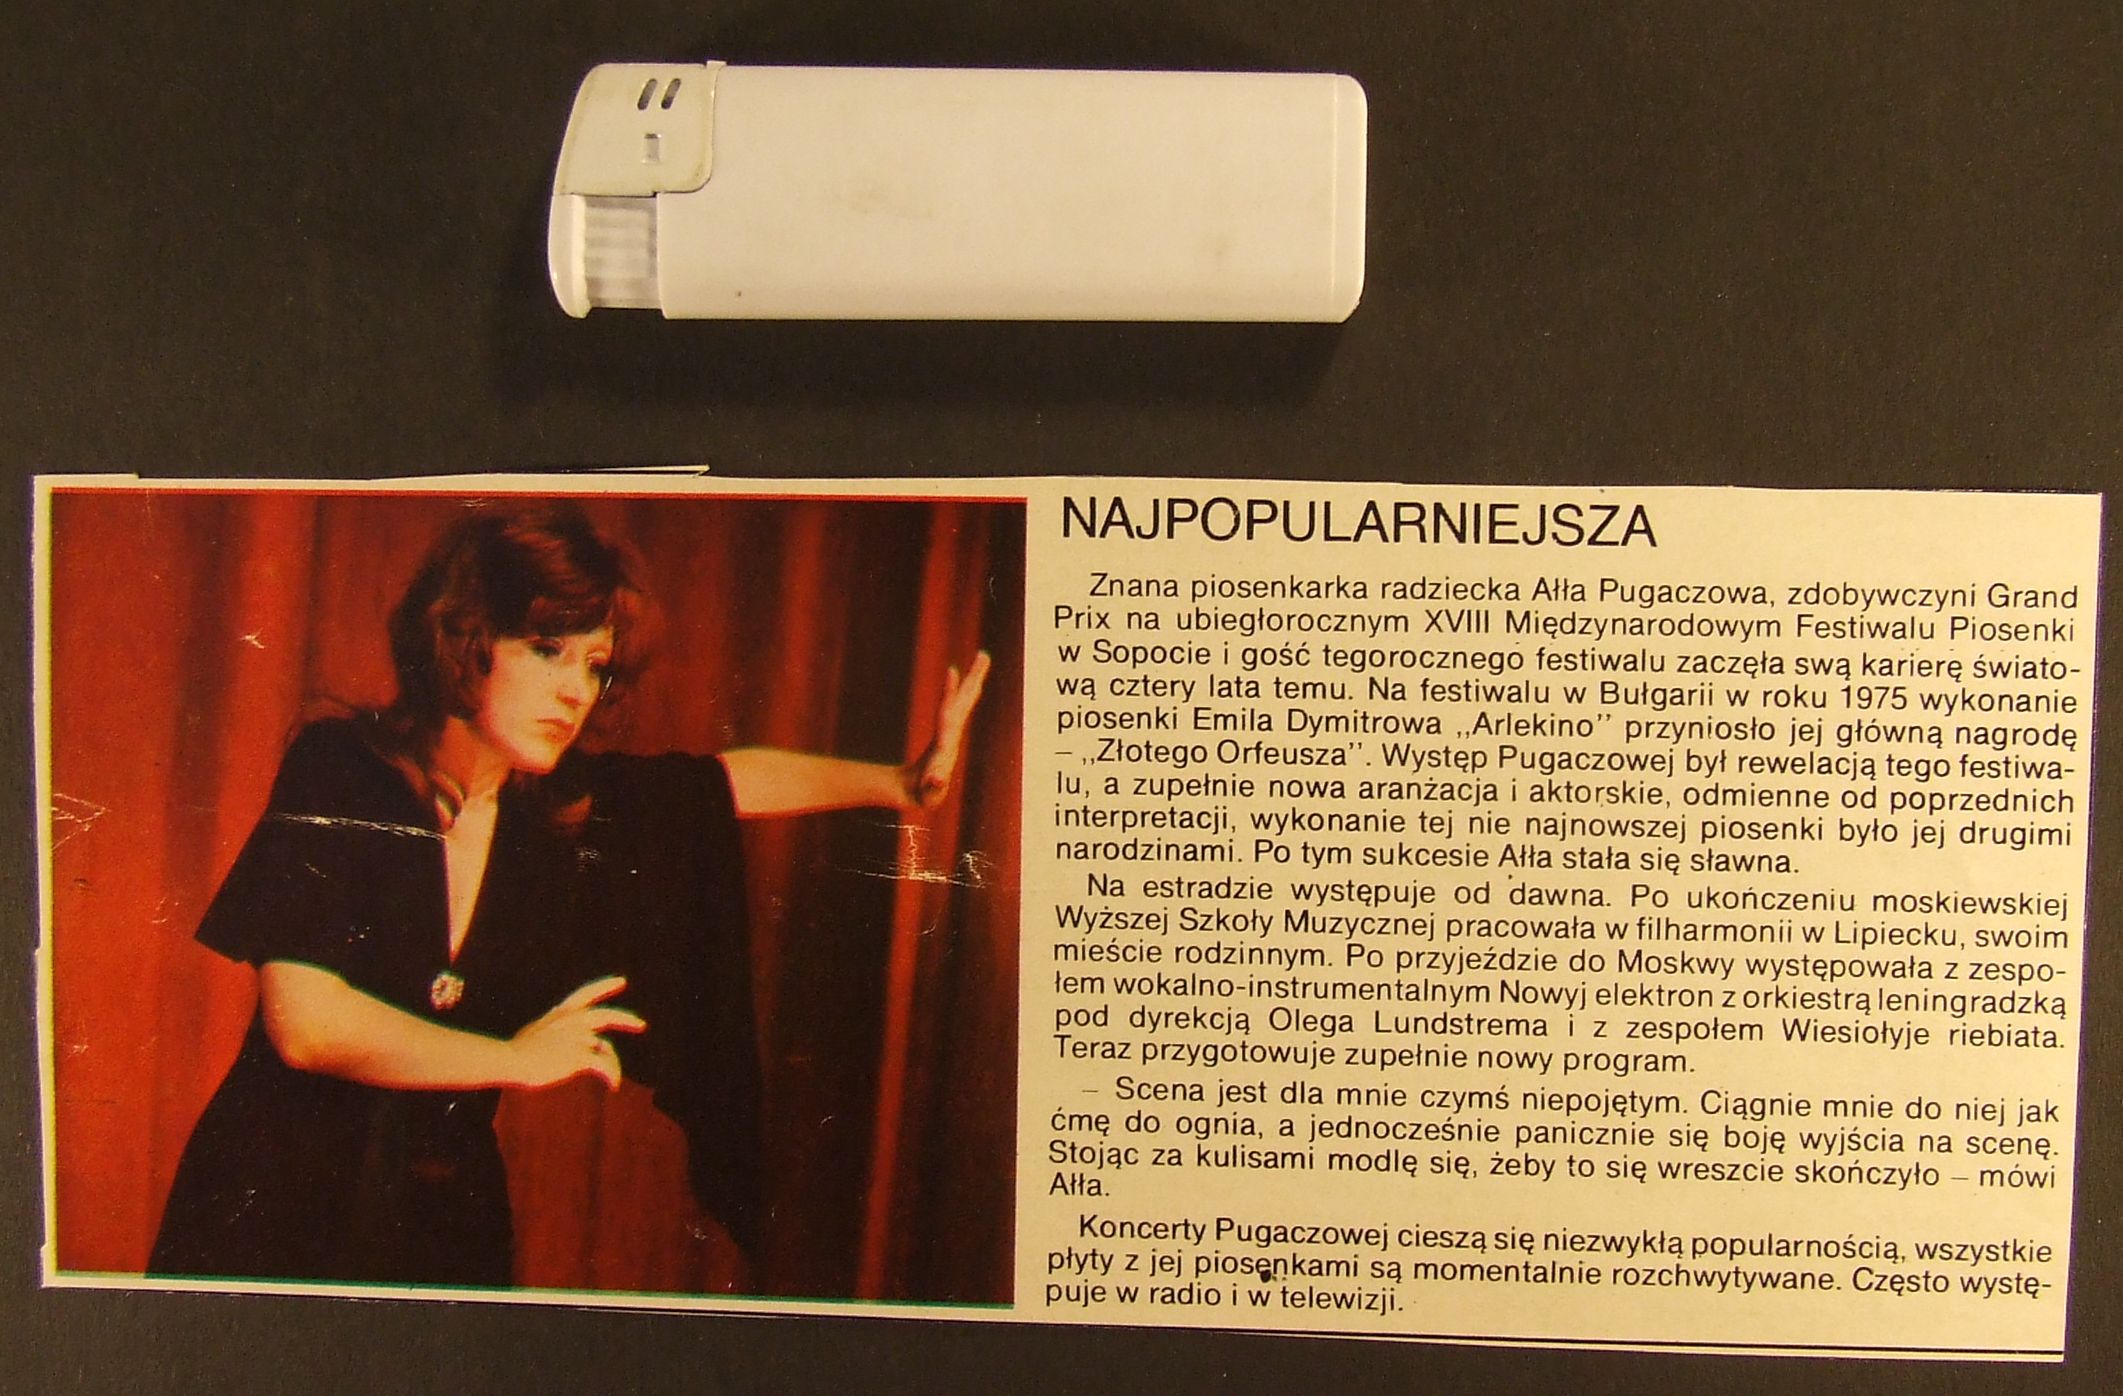 NAJPOPULARNIEJSZA
Znana piosenkarka radziecka Ałła Pugaczowa, zdobywczyni Grand
Prix na ubiegłorocznym XVIII Międzynarodowym Festiwalu Piosenki
w Sopocie i gość tegorocznego festiwalu zaczęła swą karierę świato-
wą cztery lata temu. Na festiwalu w Bułgarii w roku 1975 wykonanie
piosenki Emila Dymitrowa „Arlekino” przyniosło jej główną nagrodę
– „Złotego Orfeusza”. Występ Pugaczowej był rewelacją tego festiwa-
lu, a zupełnie nowa aranżacja i aktorskie, odmienne od poprzednich
interpretacji, wykonanie tej nie najnowszej piosenki było jej drugimi
narodzinami. Po tym sukcesie Ałła stała się sławna.
Na estradzie występuje od dawna. Po ukończeniu moskiewskiej
Wyższej Szkoły Muzycznej pracowała w filharmonii w Lipiecku, swoim
mieście rodzinnym. Po przyjeździe do Moskwy występowała z zespo-
łem wokalno-instrumentalnym Nowyj elektron z orkiestrą leningradzką
pod dyrekcją Olega Lundstrema i z zespołem Wiesiołyje riebiata.
Teraz przygotowuje zupełnie nowy program.
– Scena jest dla mnie czymś niepojętym. Ciągnie mnie do niej jak
ćmę do ognia, a jednocześnie panicznie się boję wyjścia na scenę.
Stojąc za kulisami modlę się, żeby to się wreszcie skończyło – mówi
Ałła.
Koncerty Pugaczowej cieszą się niezwykłą popularnością, wszystkie
płyty z jej piosenkami są momentalnie rozchwytywane. Często wystę-
puje w radio i w telewizji.